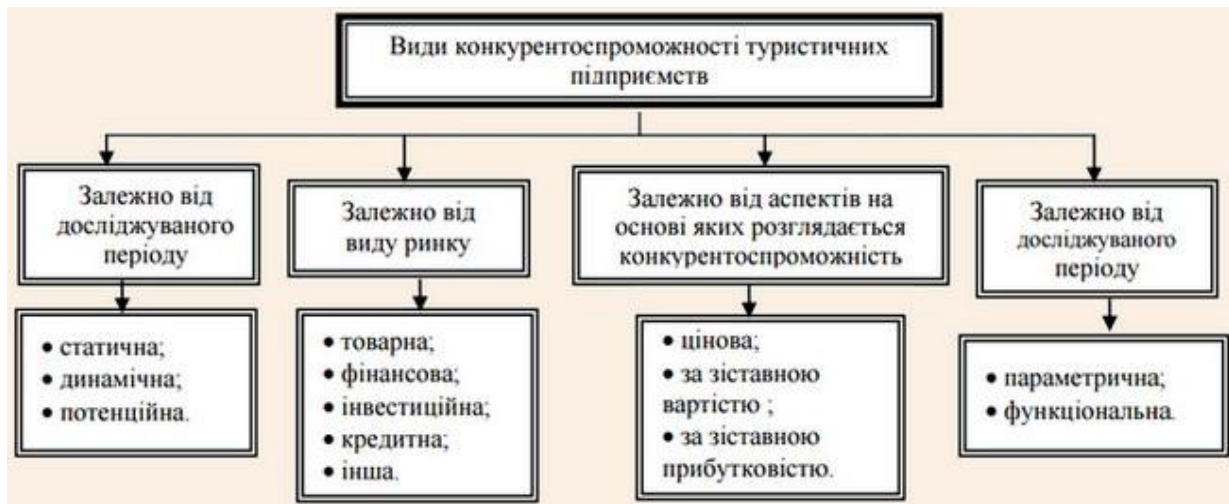 Види конкурентоспроможності туристичних
підприємств
Залежно від
досліджуваного
періоду
Залежно від
виду ринку
Залежно від аспектів на
основі яких розглядається
конкурентоспроможність
Залежно від
досліджуваного
періоду
• статична;
• динамічна;
• потенційна.
• товарна;
• фінансова;
• інвестиційна;
• кредитна;
• інша.
• цінова;
• за зіставною
вартістю ;
• за зіставною
прибутковістю.
• параметрична;
• функціональна.